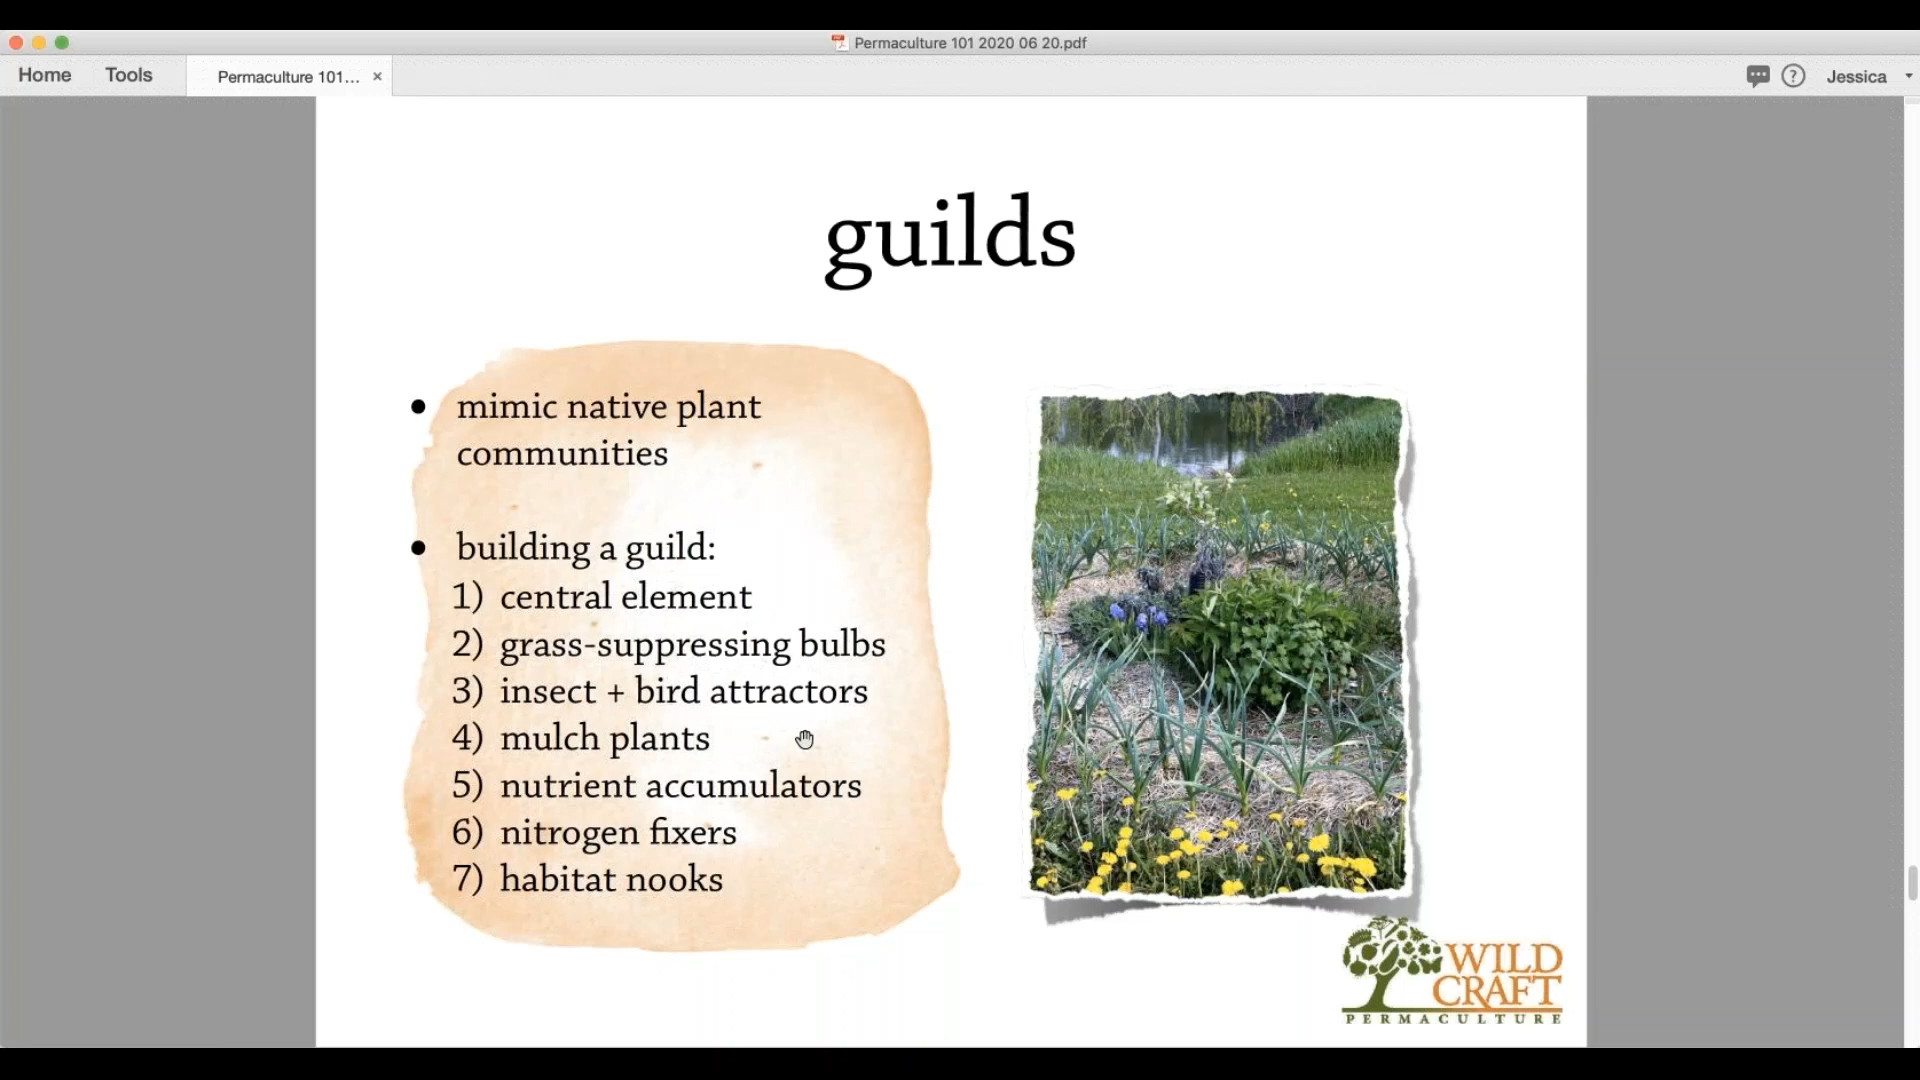 Permaculture 101 2020 06 20.pdf
Home Tools Permaculture 101... × ? Jessica
guilds
• mimic native plant
communities
• building a guild:
1) central element
2) grass-suppressing bulbs
3) insect + bird attractors
4) mulch plants
5) nutrient accumulators
6) nitrogen fixers
7) habitat nooks
WILD
CRAFT
PERMACULTURE